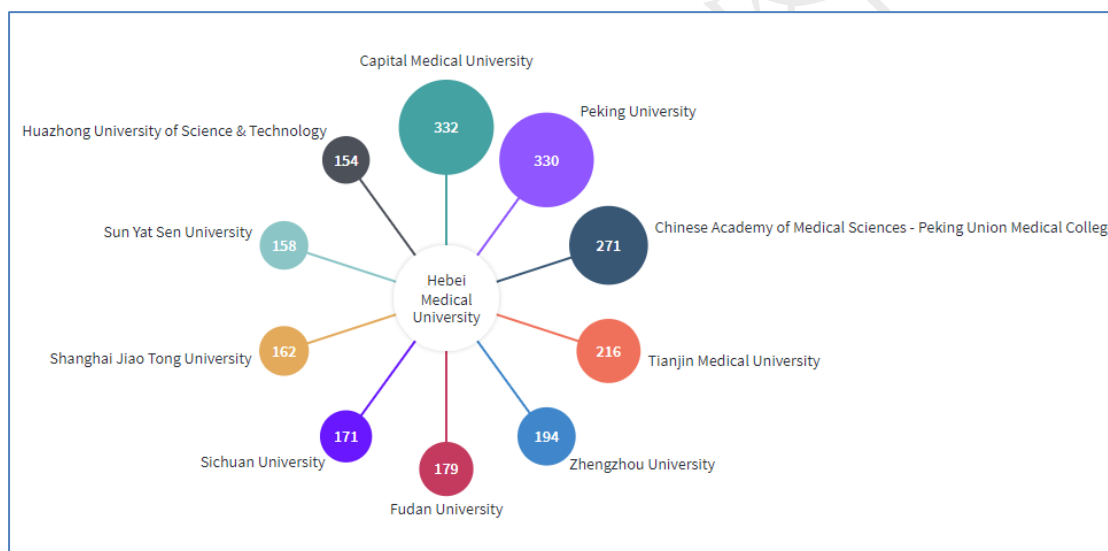 Capital Medical University
332
Peking University
330
Huazhong University of Science & Technology
154
Chinese Academy of Medical Sciences - Peking Union Medical Colleg
271
Sun Yat Sen University
158
Hebei
Medical
University
Shanghai Jiao Tong University
162
216
Tianjin Medical University
Sichuan University
171
194
Zhengzhou University
179
Fudan University